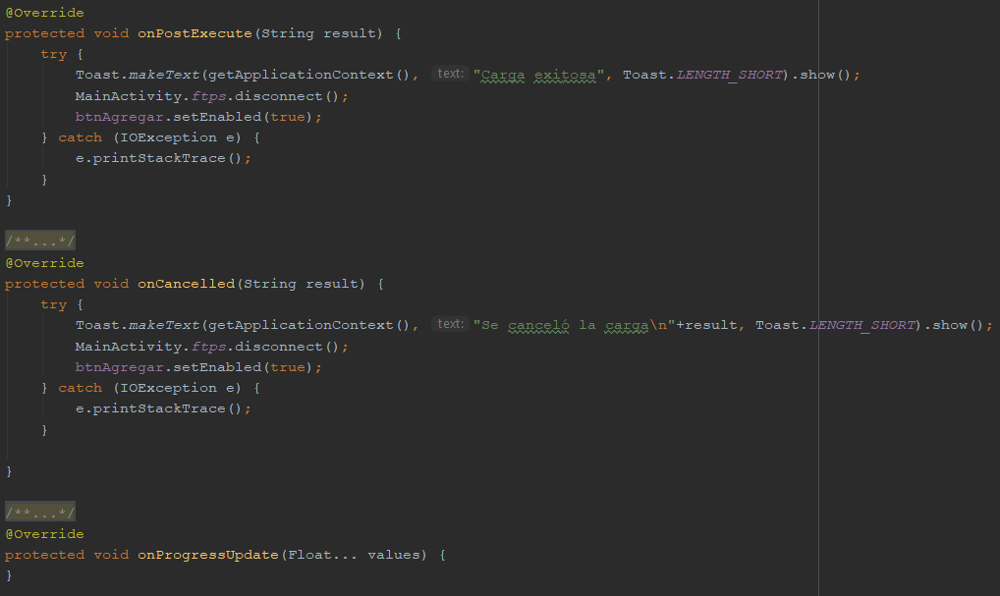 @Override
protected void onPostExecute(String result) {
try {
Toast.makeText(getApplicationContext(), text: "Carga exitosa", Toast.LENGTH_SHORT).show();
MainActivity.ftps.disconnect();
btnAgregar.setEnabled(true);
} catch (IOException e) {
e.printStackTrace();
}
}
/**...*/
@Override
protected void onCancelled(String result) {
try {
Toast.makeText(getApplicationContext(), text: "Se canceló la carga\n"+result, Toast.LENGTH_SHORT).show();
MainActivity.ftps.disconnect();
btnAgregar.setEnabled(true);
} catch (IOException e) {
e.printStackTrace();
}
}
/**...*/
@Override
protected void onProgressUpdate(Float... values) {
}